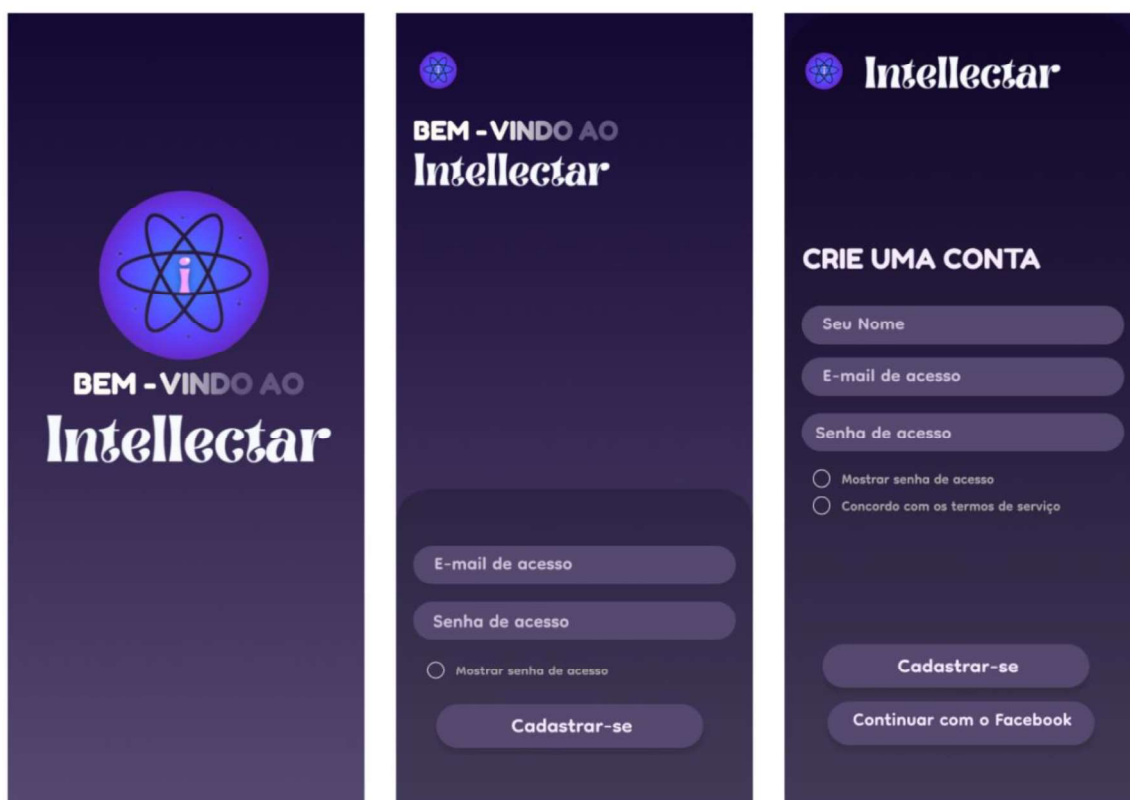 i
BEM - VINDO AO
Intellectar
BEM - VINDO AO
Intellectar
E-mail de acesso
Senha de acesso
Mostrar senha de acesso
Cadastrar-se
Intellectar
CRIE UMA CONTA
Seu Nome
E-mail de acesso
Senha de acesso
Mostrar senha de acesso
Concordo com os termos de serviço
Cadastrar-se
Continuar com o Facebook